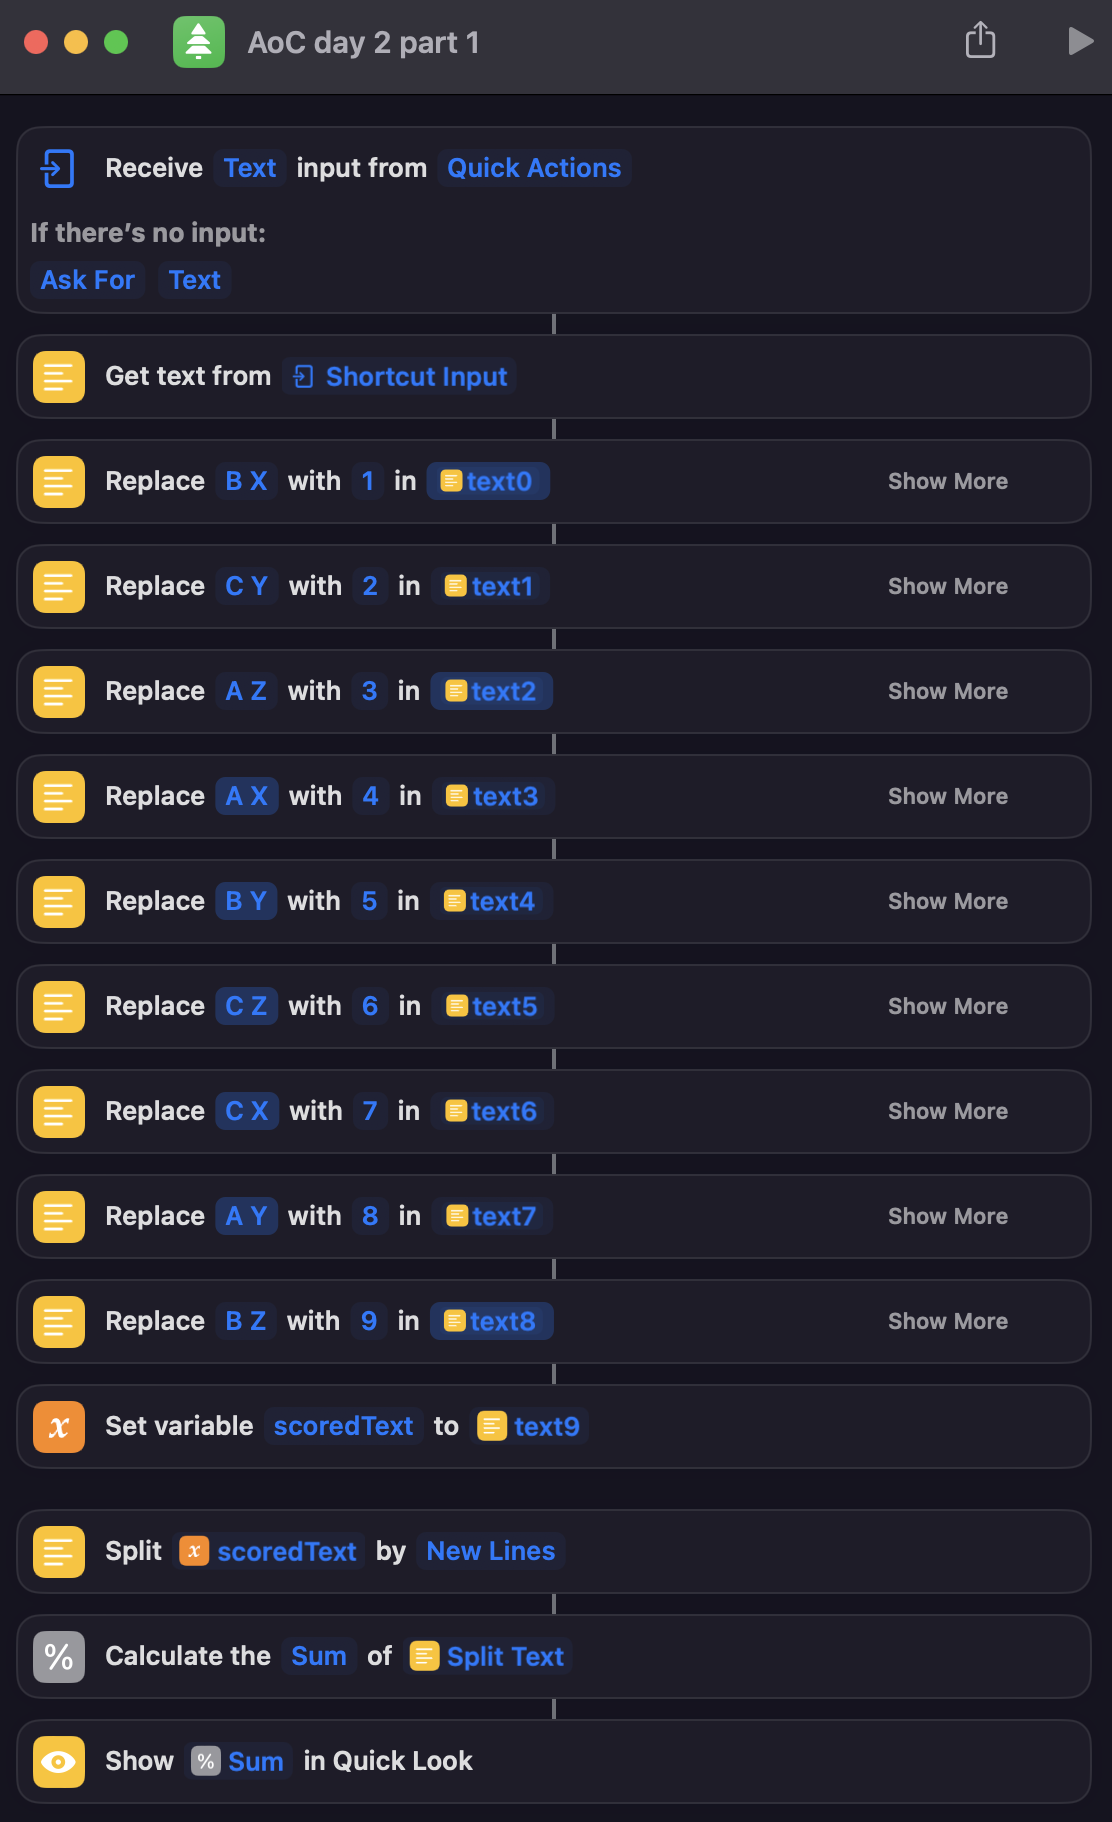 AoC day 2 part 1
Receive Text input from Quick Actions
If there’s no input:
Ask For Text
Get text from Shortcut Input
Replace B X with 1 in text0 Show More
Replace C Y with 2 in text1 Show More
Replace A Z with 3 in text2 Show More
Replace A X with 4 in text3 Show More
Replace B Y with 5 in text4 Show More
Replace C Z with 6 in text5 Show More
Replace C X with 7 in text6 Show More
Replace A Y with 8 in text7 Show More
Replace B Z with 9 in text8 Show More
x Set variable scoredText to text9
Split x scoredText by New Lines
% Calculate the Sum of Split Text
Show % Sum in Quick Look